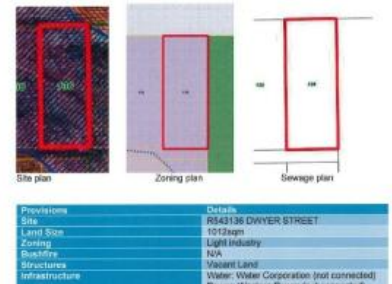 Site plan
Zoning plan
Sewage plan
Provisions Details
Site R543136 DWYER STREET
Land Size 1012sqm
Zoning Light industry
Bushfire N/A
Structures Vacant Land
Infrastructure Water: Water Corporation (not connected)